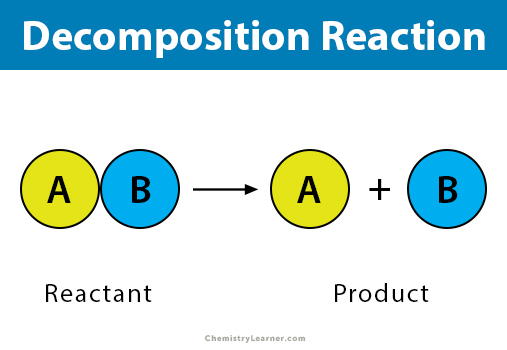 Decomposition Reaction
A B → A + B
Reactant Product
ChemistryLearner.com